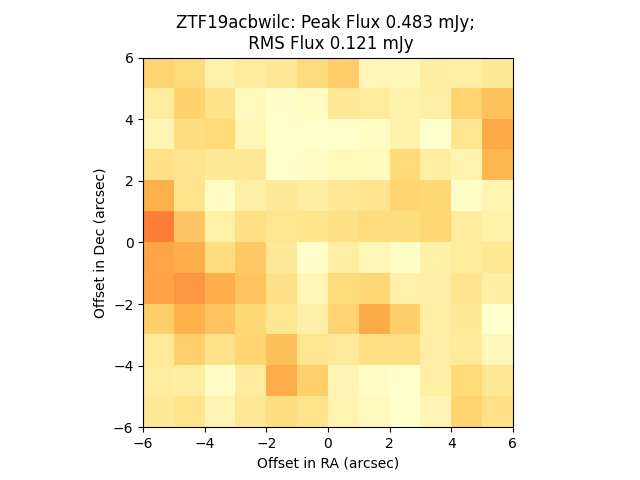 ZTF19acbwilc: Peak Flux 0.483 mJy;
RMS Flux 0.121 mJy
6
4
2
0
−2
−4
−6
Offset in Dec (arcsec)
−6 −4 −2 0 2 4 6
Offset in RA (arcsec)